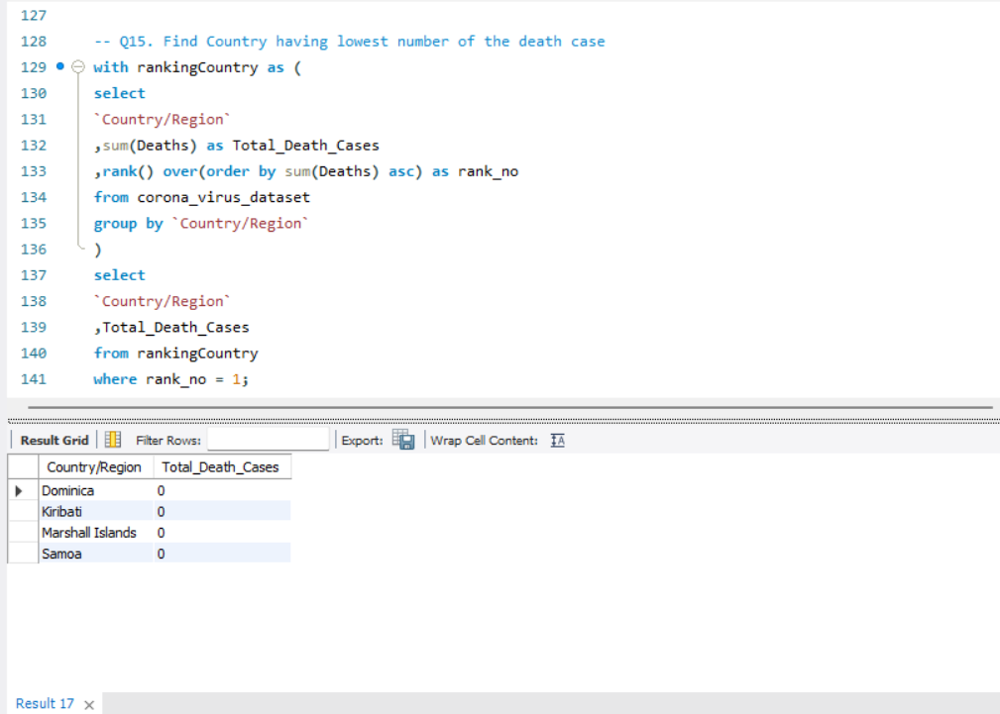 127
128 -- Q15. Find Country having lowest number of the death case
129 with rankingCountry as (
130 select
131 `Country/Region`
132 ,sum(Deaths) as Total_Death_Cases
133 ,rank() over(order by sum(Deaths) asc) as rank_no
134 from corona_virus_dataset
135 group by `Country/Region`
136 )
137 select
138 `Country/Region`
139 ,Total_Death_Cases
140 from rankingCountry
141 where rank_no = 1;
Result Grid Filter Rows: Export: Wrap Cell Content: IA
Country/Region Total_Death_Cases
Dominica 0
Kiribati 0
Marshall Islands 0
Samoa 0
Result 17 ×